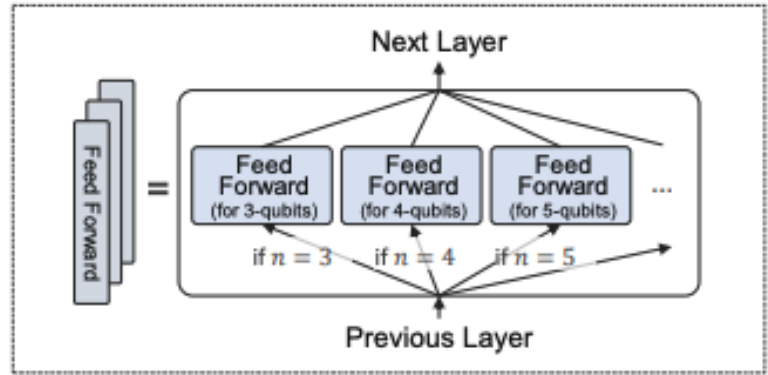 Next Layer
Feed Forward
=
Feed
Forward
(for 3-qubits)
Feed
Forward
(for 4-qubits)
Feed
Forward
(for 5-qubits)
...
if n = 3
if n = 4
if n = 5
Previous Layer